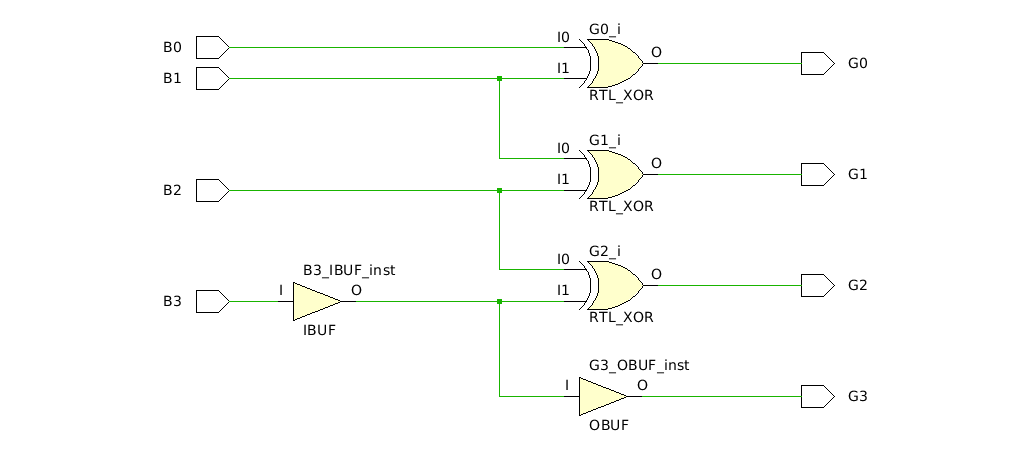 G0_i
B0
I0
O
G0
B1
I1
RTL_XOR
G1_i
I0
O
G1
B2
I1
RTL_XOR
G2_i
I0
B3_IBUF_inst
O
G2
B3
I
O
I1
IBUF
RTL_XOR
G3_OBUF_inst
I
O
G3
OBUF